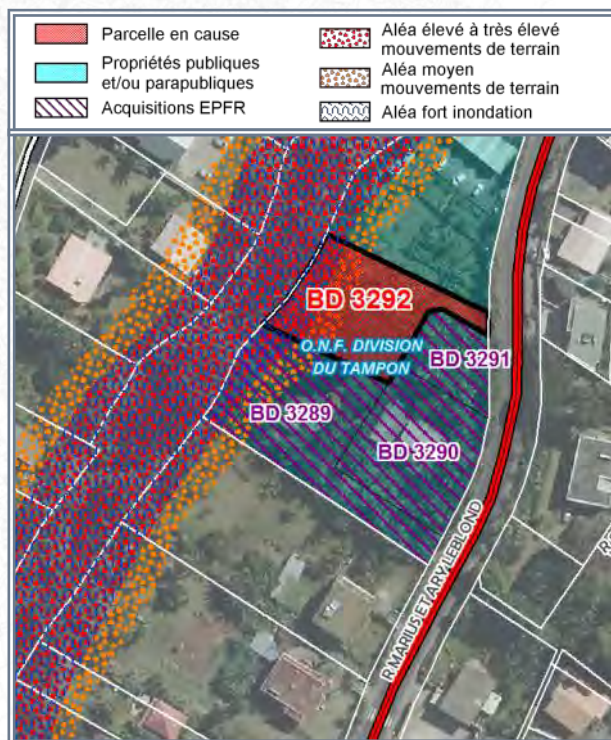 Parcelle en cause
Propriétés publiques
et/ou parapubliques
Acquisitions EPFR
Aléa élevé à très élevé
mouvements de terrain
Aléa moyen
mouvements de terrain
Aléa fort inondation
BD 3292
O.N.F. DIVISION
DU TAMPON
BD 3291
BD 3289
BD 3290
R MARIUS ET ARY LEBLOND